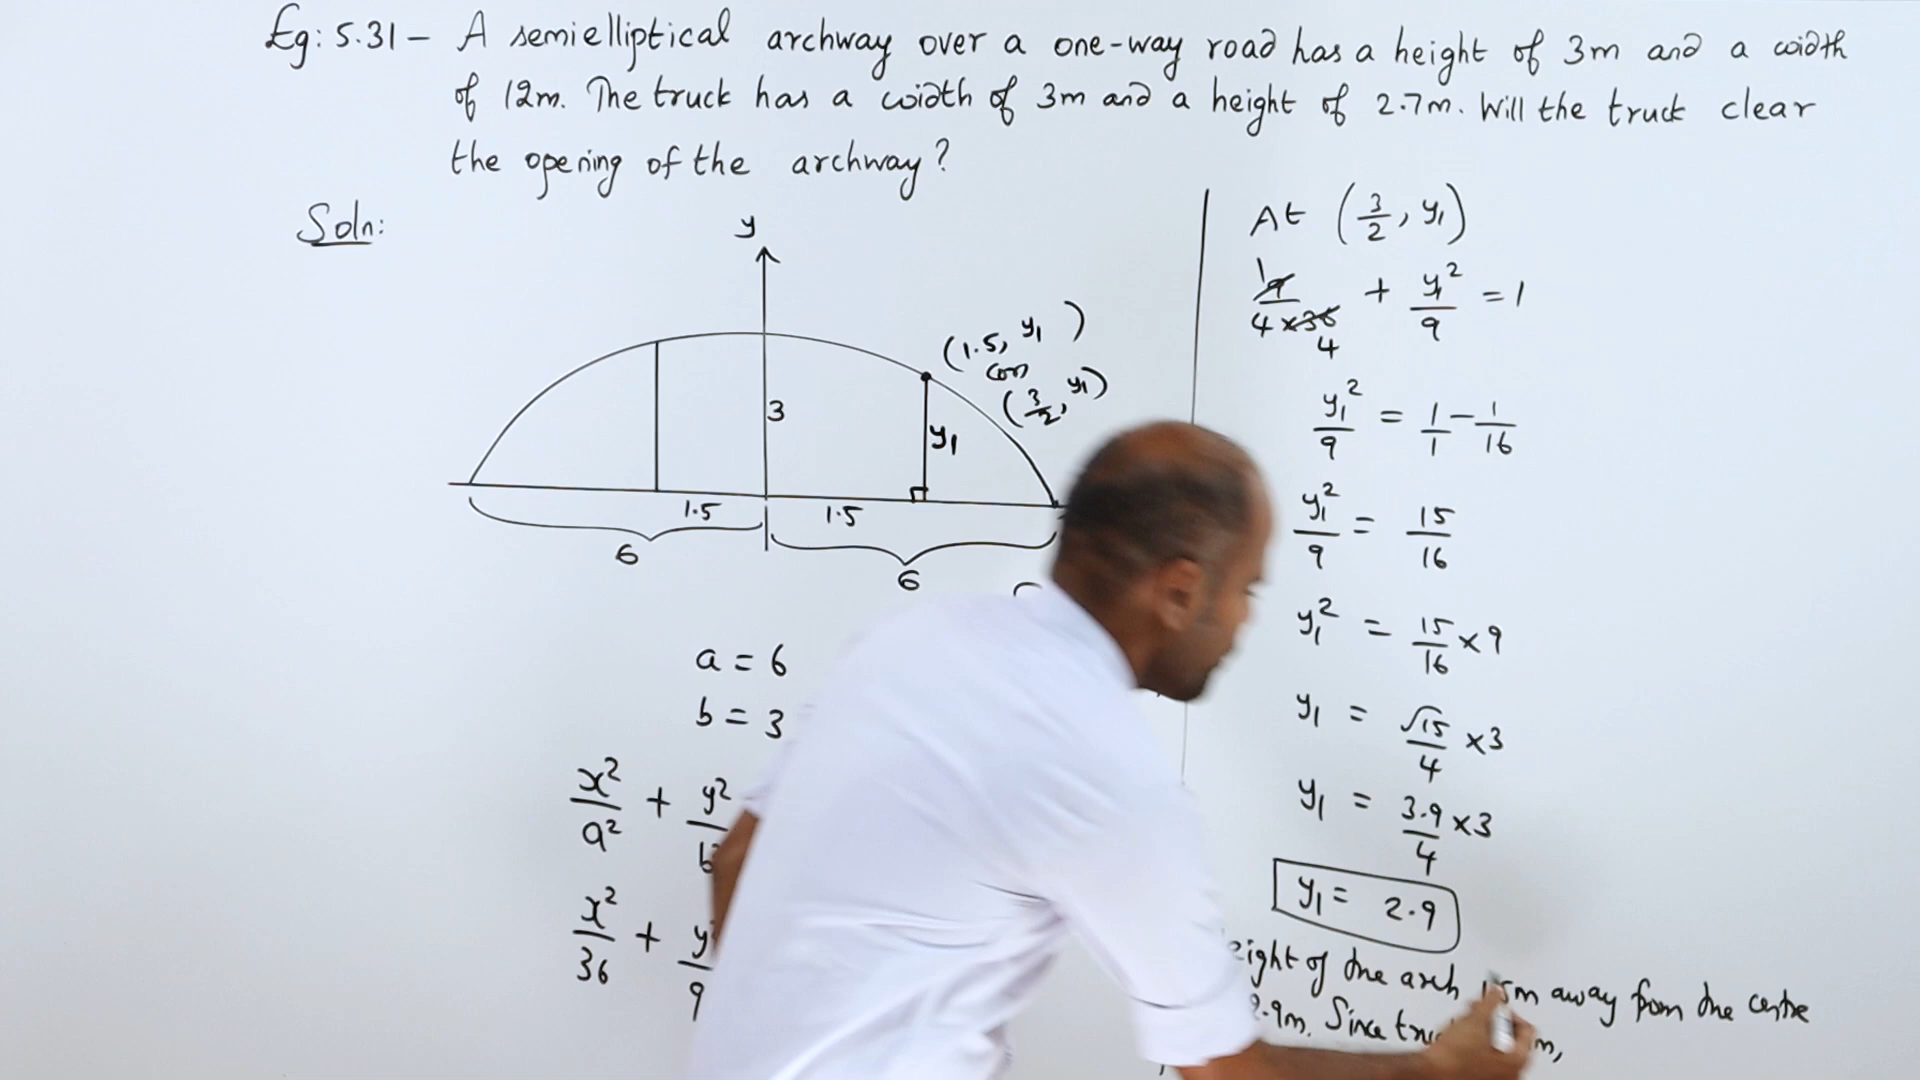 Eg: 5.31 - A semielliptical archway over a one-way road has a height of 3m and a width
of 12m. The truck has a width of 3m and a height of 2.7m. Will the truck clear
the opening of the archway?
Soln:
y
3
(1.5, y₁)
(or)
(3/2, y₁)
y₁
1.5
1.5
6
6
a = 6
b = 3
x²/a² + y²/b
x²/36 + y/9
At (3/2, y₁)
9/(4×36) + y₁²/9 = 1
1
4
y₁²/9 = 1/1 - 1/16
y₁²/9 = 15/16
y₁² = 15/16 × 9
y₁ = √15/4 × 3
y₁ = 3.9/4 × 3
y₁ = 2.9
eight of the arch 1.5m away from the centre
2.9m. Since m,